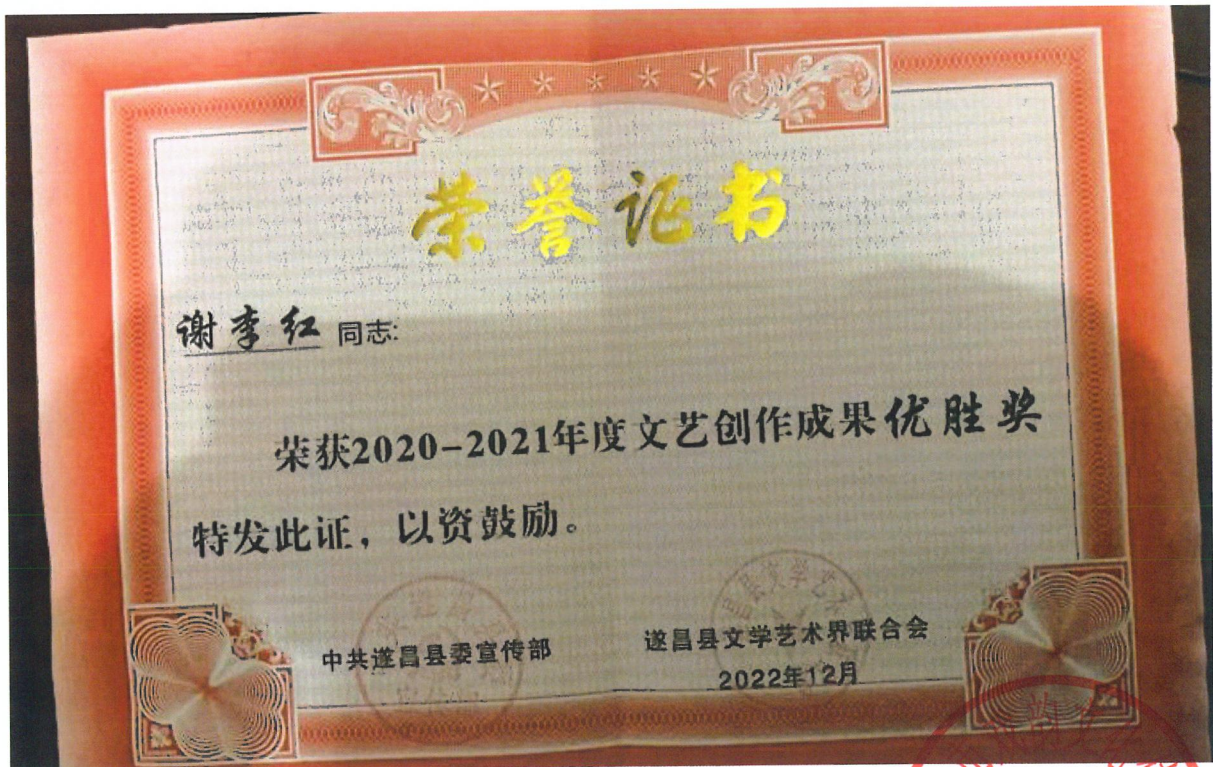 荣誉证书
谢李红 同志:
荣获2020-2021年度文艺创作成果优胜奖
特发此证，以资鼓励。
中共遂昌县委宣传部
遂昌县文学艺术界联合会
2022年12月